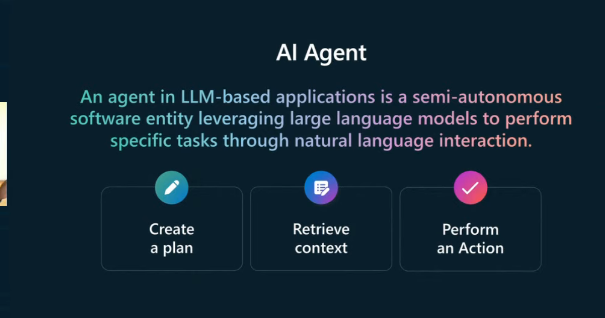 AI Agent
An agent in LLM-based applications is a semi-autonomous
software entity leveraging large language models to perform
specific tasks through natural language interaction.
Create
a plan
Retrieve
context
Perform
an Action